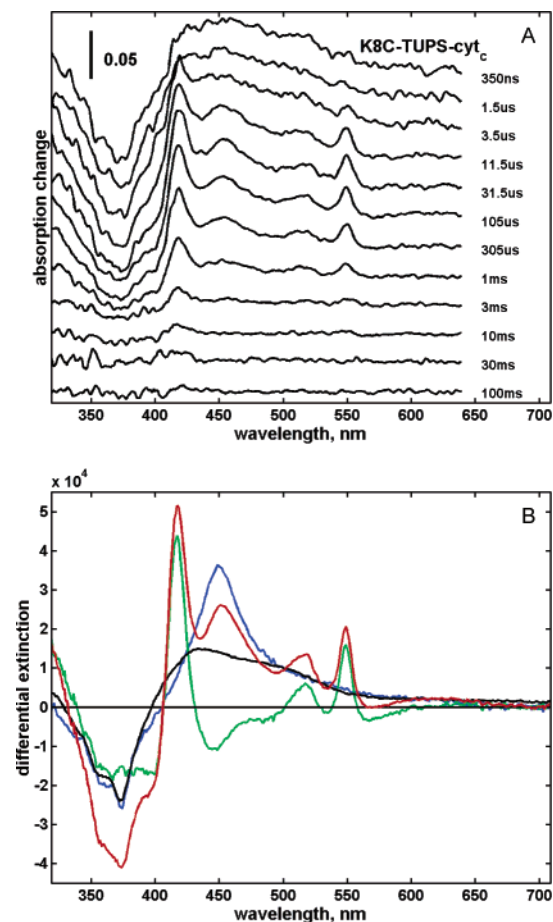 A
0.05
K8C-TUPS-cyt c
350ns
1.5us
3.5us
11.5us
31.5us
105us
305us
1ms
3ms
10ms
30ms
100ms
absorption change
350 400 450 500 550 600 650 700
wavelength, nm
x 10^4
B
5
4
3
2
1
0
-1
-2
-3
-4
differential extinction
350 400 450 500 550 600 650 700
wavelength, nm